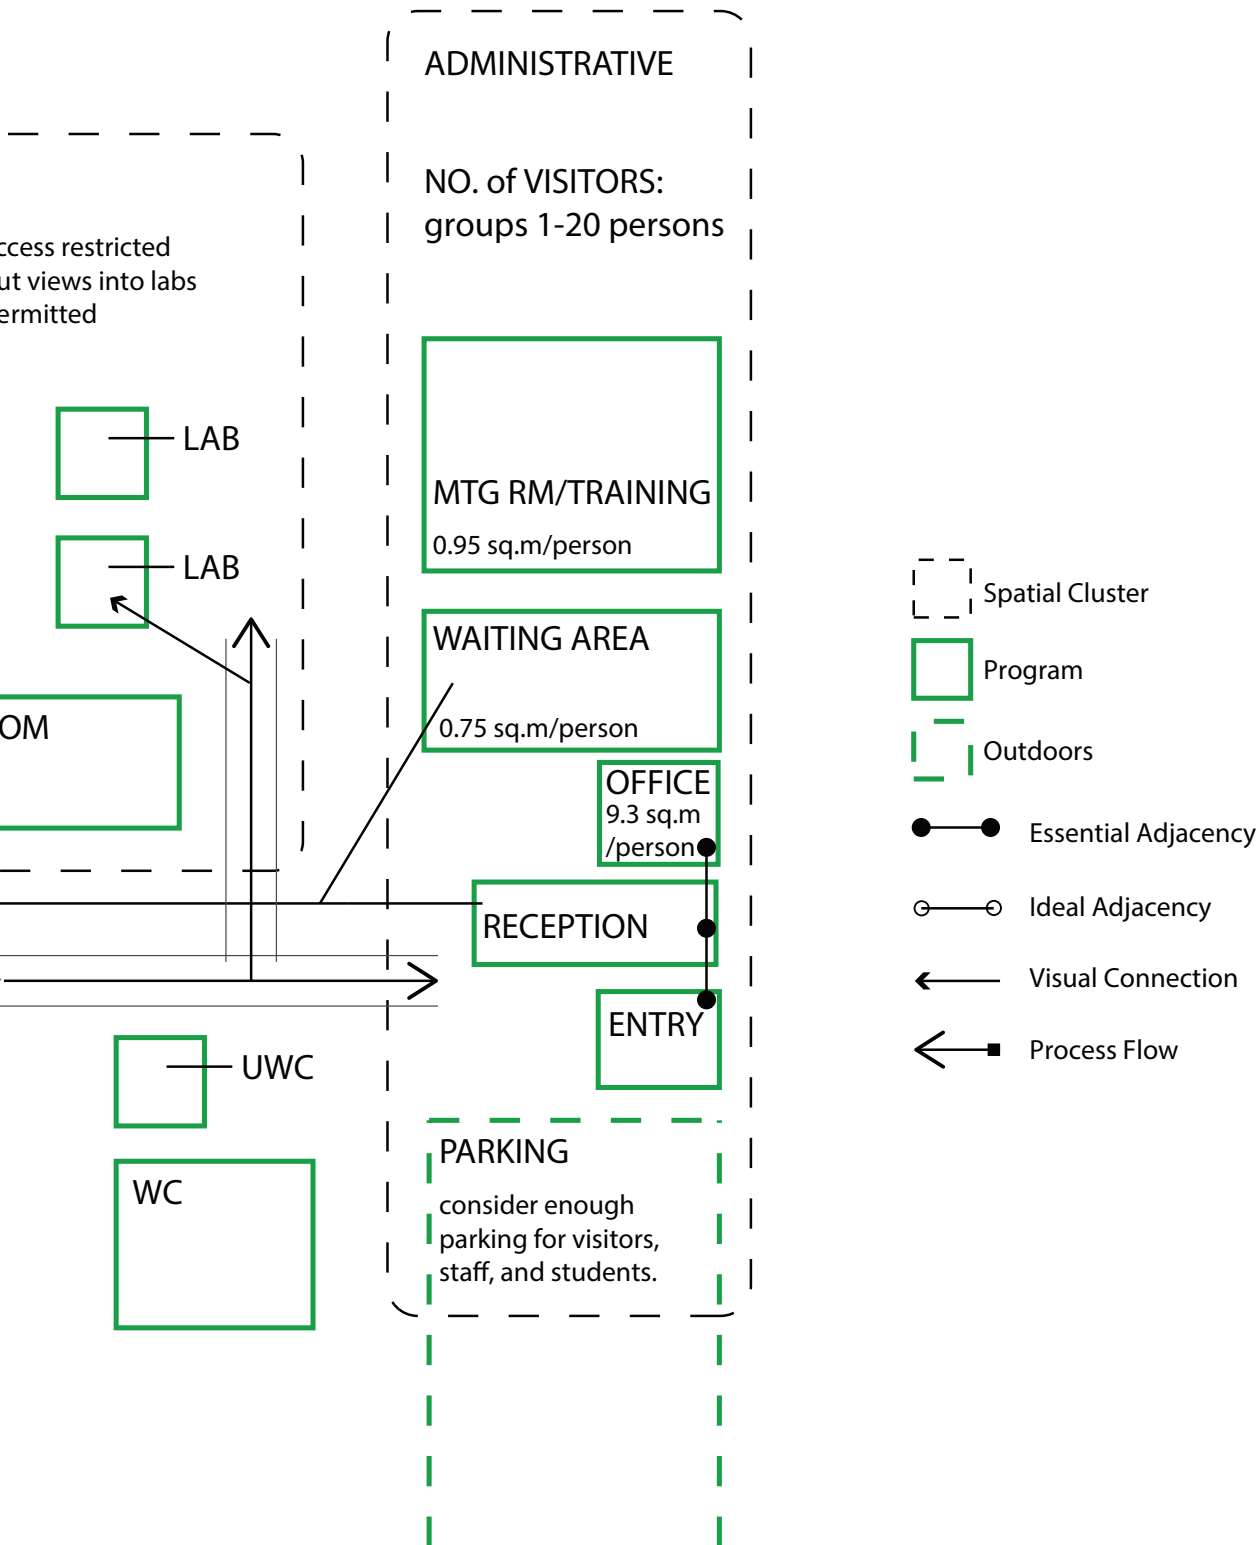 ADMINISTRATIVE
NO. of VISITORS:
groups 1-20 persons
ccess restricted
ut views into labs
ermitted
LAB
LAB
OM
MTG RM/TRAINING
0.95 sq.m/person
WAITING AREA
0.75 sq.m/person
OFFICE
9.3 sq.m
/person
RECEPTION
ENTRY
UWC
WC
PARKING
consider enough
parking for visitors,
staff, and students.
Spatial Cluster
Program
Outdoors
Essential Adjacency
Ideal Adjacency
Visual Connection
Process Flow